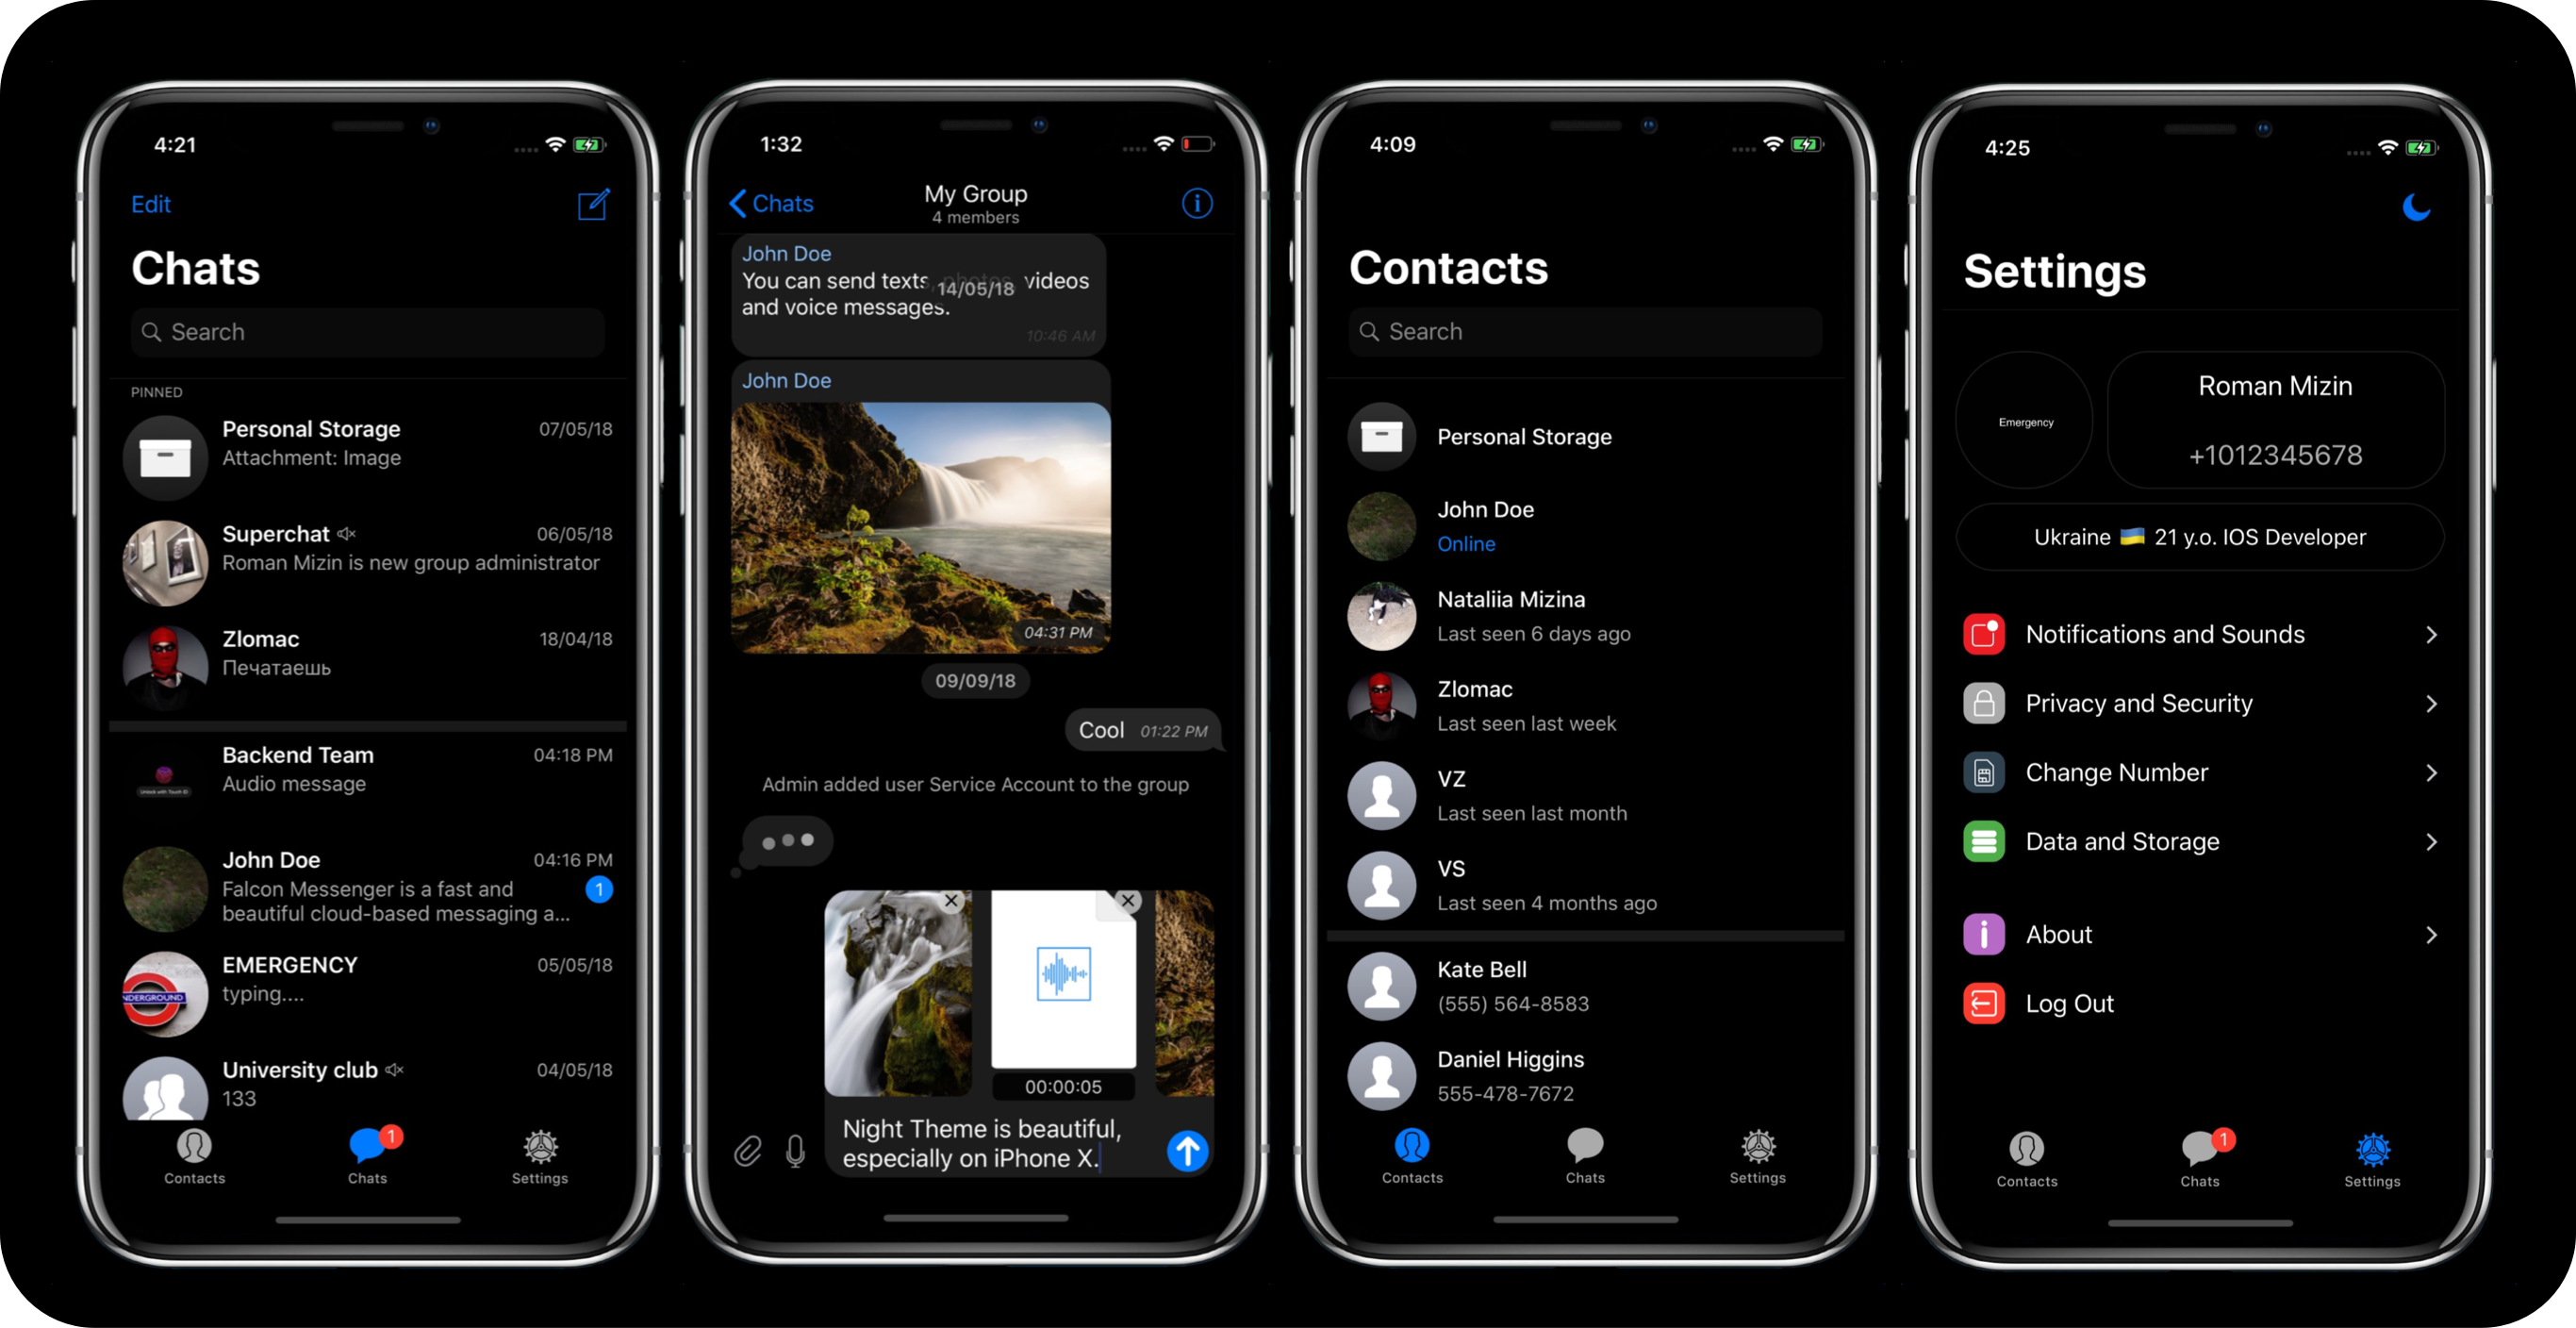 4:21
Edit
Chats
Search
PINNED
Personal Storage 07/05/18
Attachment: Image
Superchat 06/05/18
Roman Mizin is new group administrator
Zlomac 18/04/18
Печатаешь
Backend Team 04:18 PM
Audio message
Unlock with Touch ID
John Doe 04:16 PM
Falcon Messenger is a fast and
beautiful cloud-based messaging a...
1
EMERGENCY 05/05/18
typing....
NDERGROUND
University club 04/05/18
133
1
Contacts Chats Settings
1:32
Chats
My Group
4 members
John Doe
You can send texts, photos, videos
14/05/18
and voice messages.
10:46 AM
John Doe
04:31 PM
09/09/18
Cool 01:22 PM
Admin added user Service Account to the group
00:00:05
Night Theme is beautiful,
especially on iPhone X.
4:09
Contacts
Search
Personal Storage
John Doe
Online
Nataliia Mizina
Last seen 6 days ago
Zlomac
Last seen last week
VZ
Last seen last month
VS
Last seen 4 months ago
Kate Bell
(555) 564-8583
Daniel Higgins
555-478-7672
Contacts Chats Settings
4:25
Settings
Emergency
Roman Mizin
+1012345678
Ukraine 🇺🇦 21 y.o. IOS Developer
Notifications and Sounds
Privacy and Security
Change Number
Data and Storage
About
Log Out
1
Contacts Chats Settings